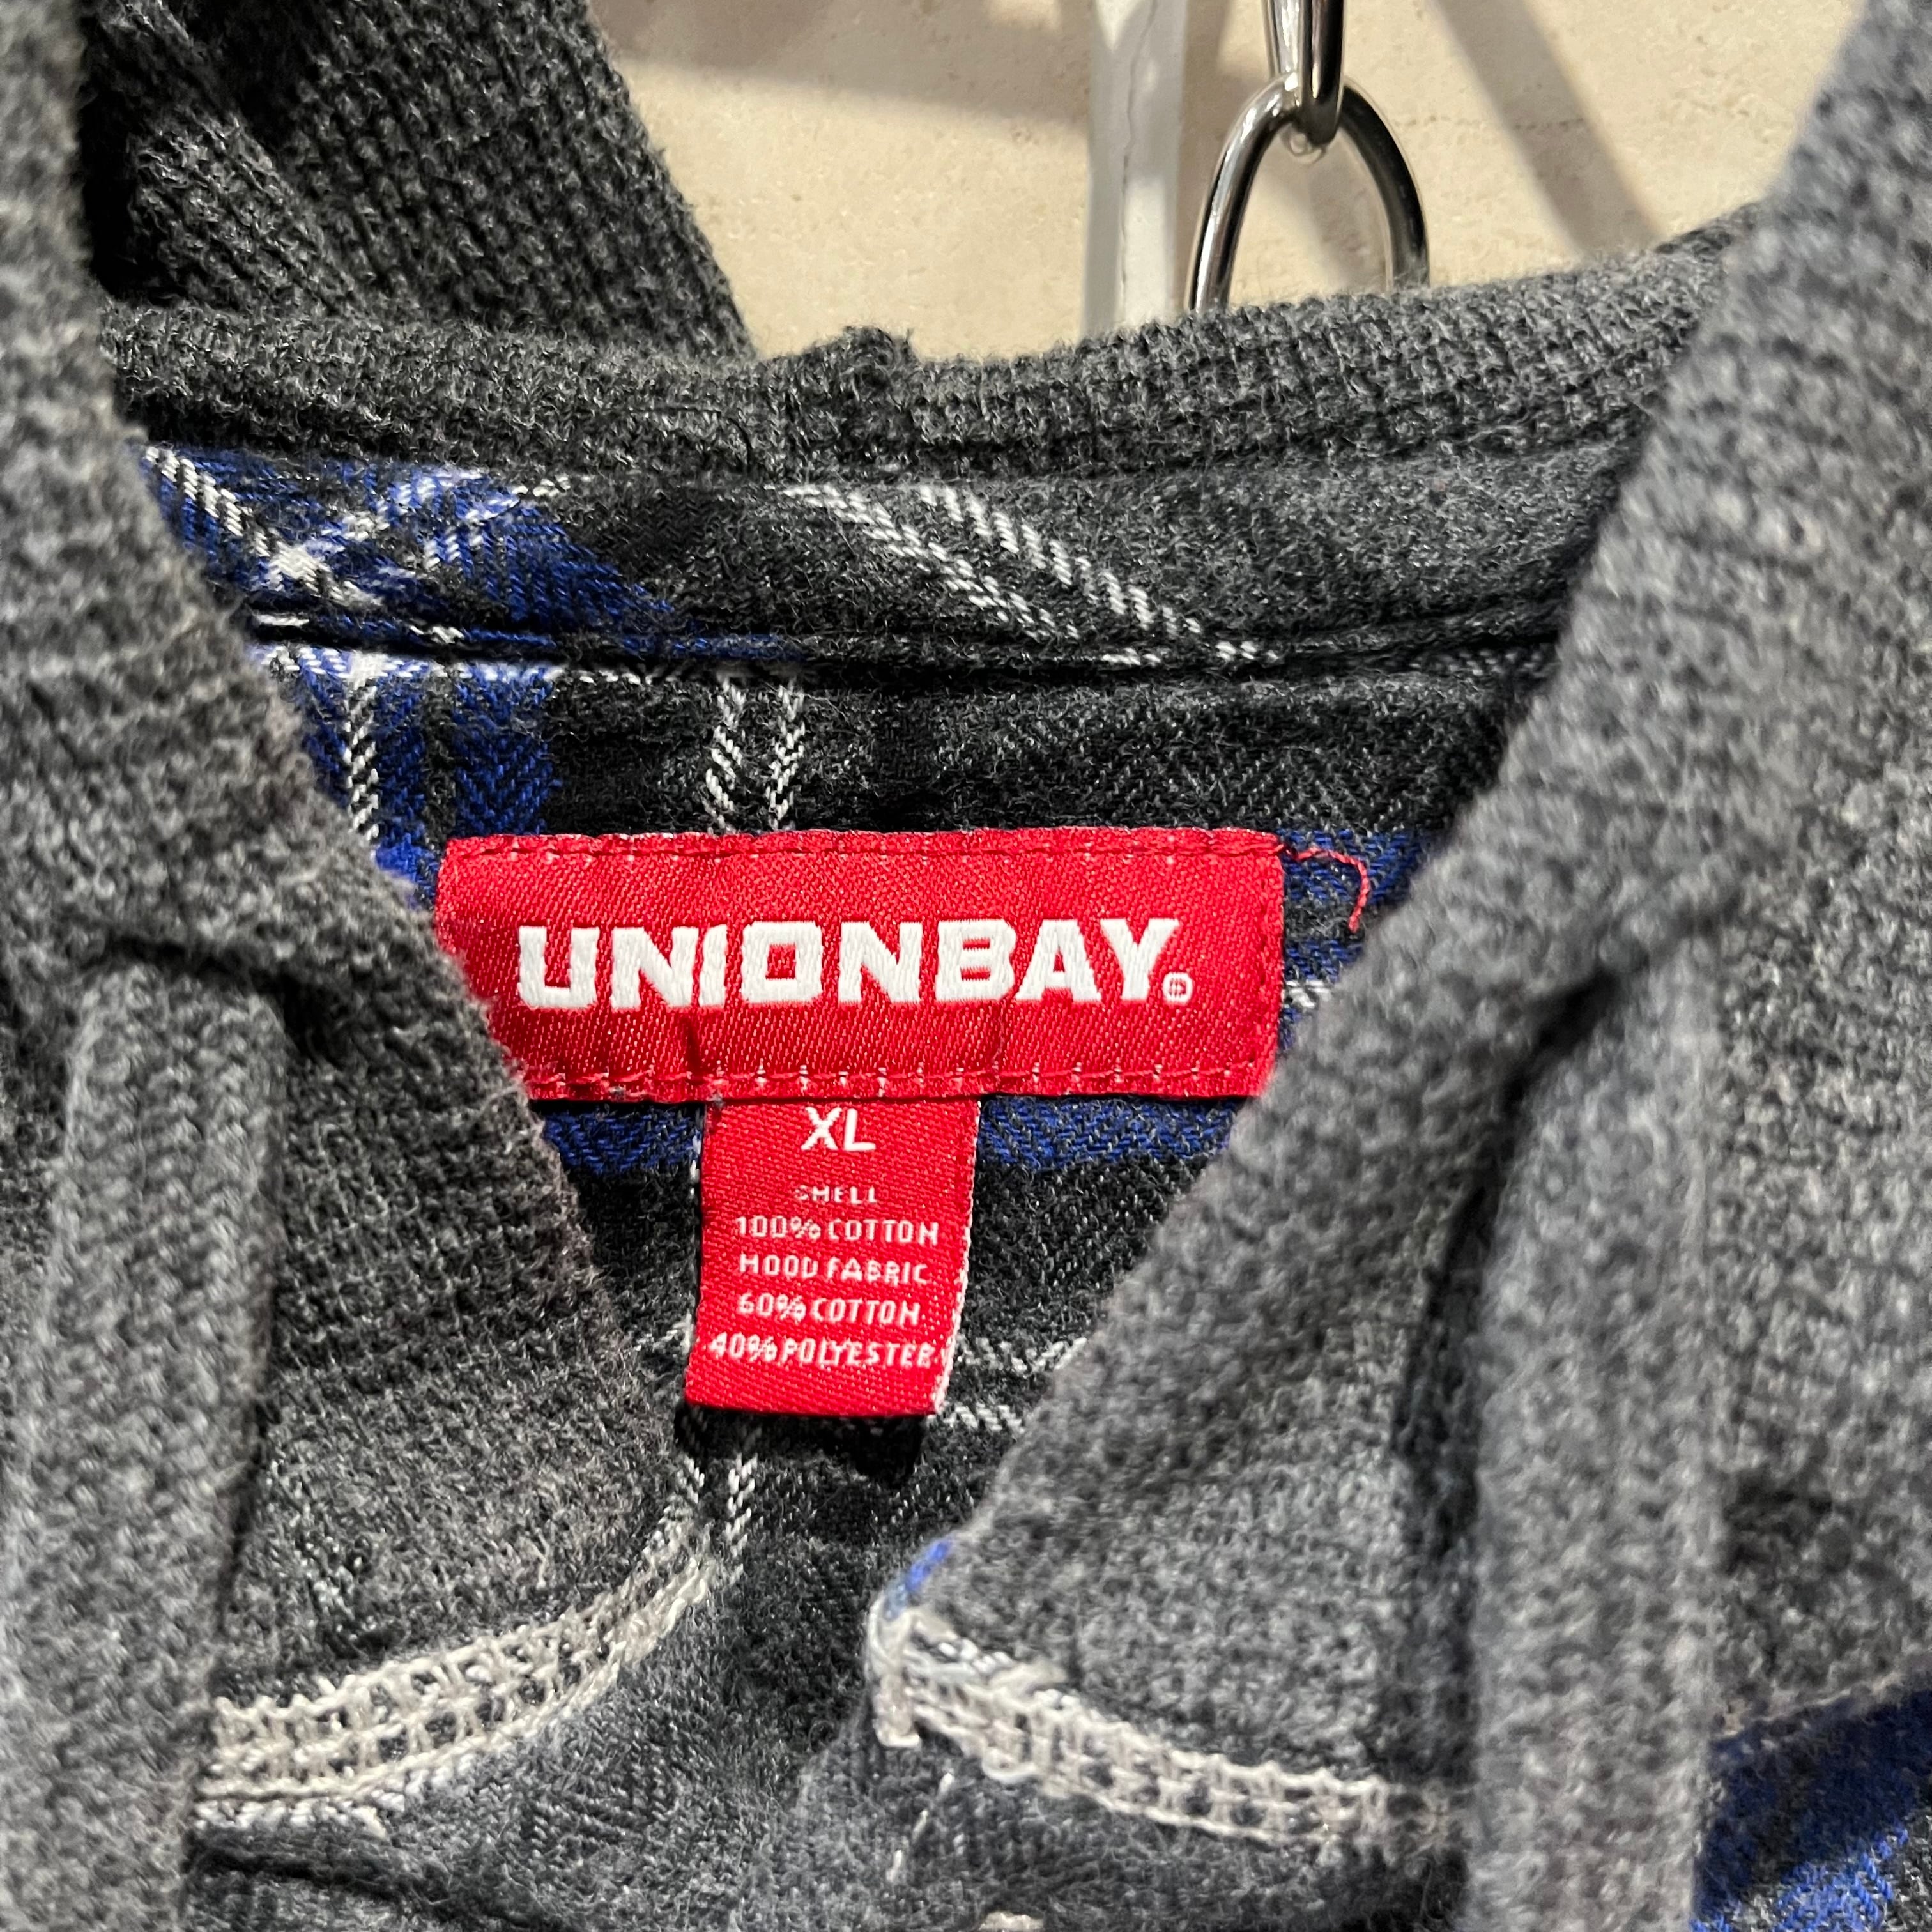 UNIONBAY®
XL
SHELL
100% COTTON
HOOD FABRIC
60% COTTON
40% POLYESTER